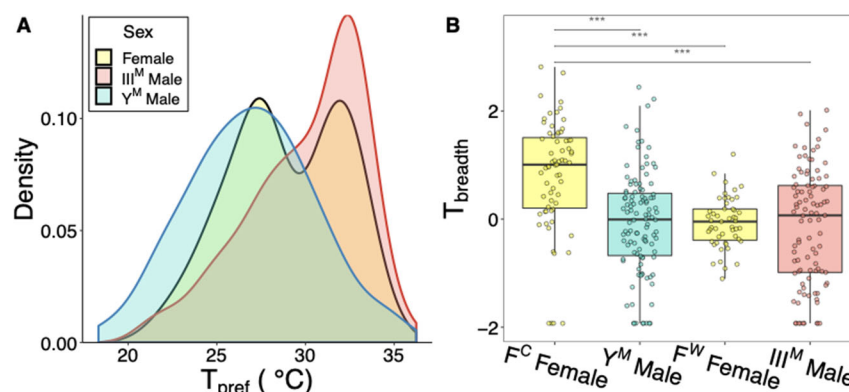 A
Sex
Female
III^M Male
Y^M Male
Density
0.10
0.05
0.00
20 25 30 35
T_pref ( °C)
B
***
***
***
T_breadth
2
0
−2
F^C Female Y^M Male F^W Female III^M Male